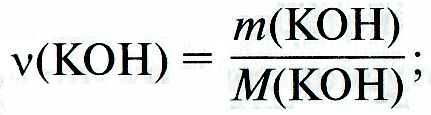 ν(KOH) = m(KOH) / M(KOH);